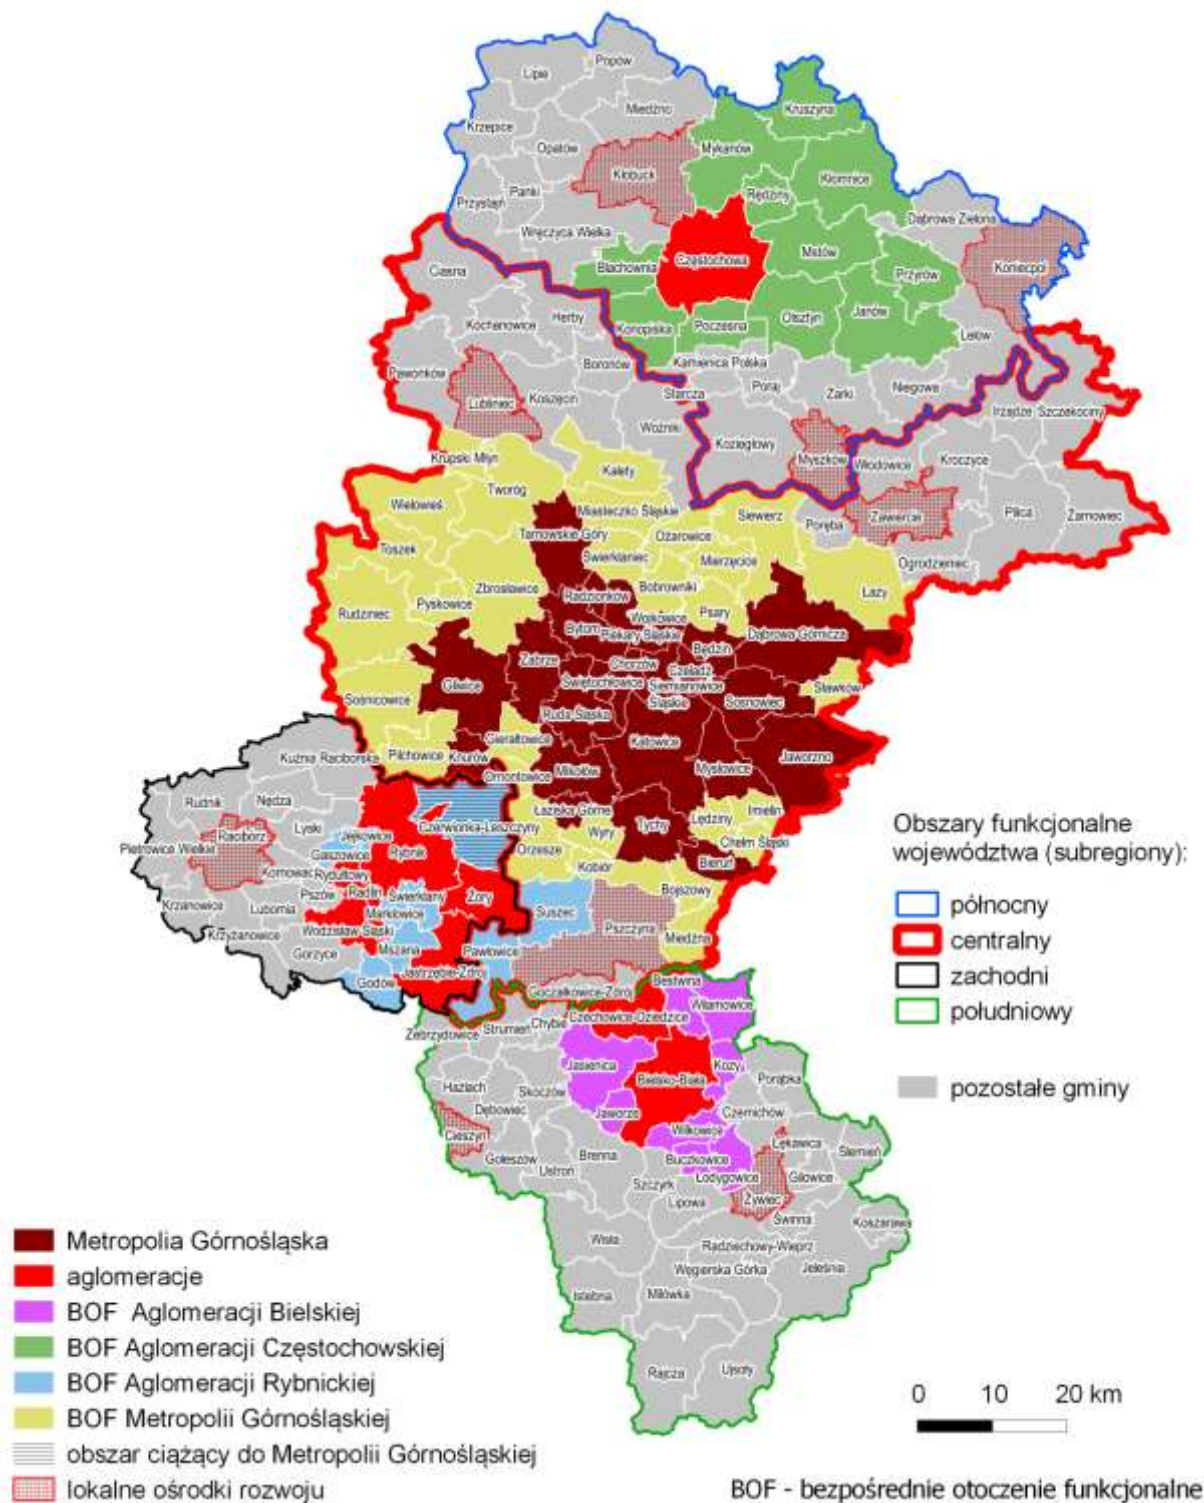 Popów
Lipie
Miedźno
Kruszyna
Krzepice
Opatów
Mykanów
Kłobuck
Kłomnice
Panki
Rędziny
Przystajń
Dąbrowa Zielona
Wręczyca Wielka
Mstów
Częstochowa
Blachownia
Koniecpol
Przyrów
Ciasna
Olsztyn
Janów
Herby
Kochanowice
Konopiska
Poczesna
Lelów
Boronów
Kamienica Polska
Pawonków
Poraj
Niegowa
Żarki
Starcza
Koszęcin
Lubliniec
Irządze
Szczekociny
Woźniki
Koziegłowy
Krupski Młyn
Myszków
Włodowice
Kroczyce
Kalety
Tworóg
Wielowieś
Miasteczko Śląskie
Siewierz
Pilica
Żarnowiec
Zawiercie
Poręba
Tarnowskie Góry
Ożarowice
Toszek
Świerklaniec
Mierzęcice
Ogrodzieniec
Zbrosławice
Bobrowniki
Łazy
Radzionków
Pyskowice
Rudziniec
Psary
Wojkowice
Bytom
Piekary Śląskie
Dąbrowa Górnicza
Będzin
Zabrze
Chorzów
Czeladź
Gliwice
Świętochłowice
Siemianowice
Śląskie
Sławków
Sośnicowice
Sosnowiec
Ruda Śląska
Gierałtowice
Katowice
Pilchowice
Knurów
Jaworzno
Kuźnia Raciborska
Mysłowice
Mikołów
Ornontowice
Nędza
Rudnik
Łaziska Górne
Imielin
Lędziny
Lyski
Czerwionka-Leszczyny
Tychy
Racibórz
Jejkowice
Wyry
Chełm Śląski
Pietrowice Wielkie
Orzesze
Gaszowice
Rybnik
Bieruń
Kobiór
Kornowac
Rydułtowy
Bojszowy
Radlin
Świerklany
Pszów
Żory
Krzanowice
Lubomia
Marklowice
Suszec
Pszczyna
Krzyżanowice
Wodzisław Śląski
Miedźna
Gorzyce
Mszana
Pawłowice
Jastrzębie-Zdrój
Godów
Bestwina
Goczałkowice-Zdrój
Wilamowice
Czechowice-Dziedzice
Chybie
Strumień
Zebrzydowice
Jasienica
Kozy
Bielsko-Biała
Porąbka
Hażlach
Skoczów
Dębowiec
Jaworze
Czernichów
Cieszyn
Wilkowice
Łękawica
Ślemień
Goleszów
Brenna
Buczkowice
Ustroń
Łodygowice
Gilowice
Szczyrk
Lipowa
Żywiec
Świnna
Koszarawa
Wisła
Radziechowy-Wieprz
Węgierska Górka
Jeleśnia
Istebna
Milówka
Rajcza
Ujsoły
Obszary funkcjonalne
województwa (subregiony):
północny
centralny
zachodni
południowy
pozostałe gminy
Metropolia Górnośląska
aglomeracje
BOF Aglomeracji Bielskiej
BOF Aglomeracji Częstochowskiej
BOF Aglomeracji Rybnickiej
BOF Metropolii Górnośląskiej
obszar ciążący do Metropolii Górnośląskiej
lokalne ośrodki rozwoju
0 10 20 km
BOF - bezpośrednie otoczenie funkcjonalne